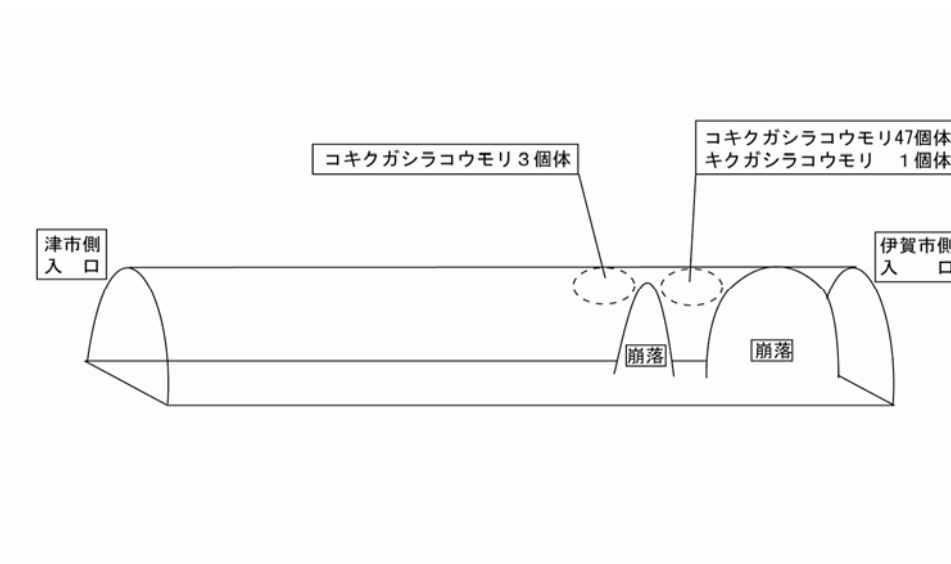 コキクガシラコウモリ47個体
キクガシラコウモリ　１個体
コキクガシラコウモリ３個体
津市側
入　口
伊賀市側
入　口
崩落
崩落